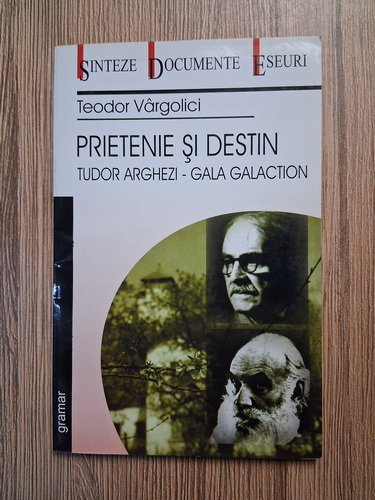 SINTEZE DOCUMENTE ESEURI
Teodor Vârgolici
PRIETENIE ŞI DESTIN
TUDOR ARGHEZI - GALA GALACTION
gramar